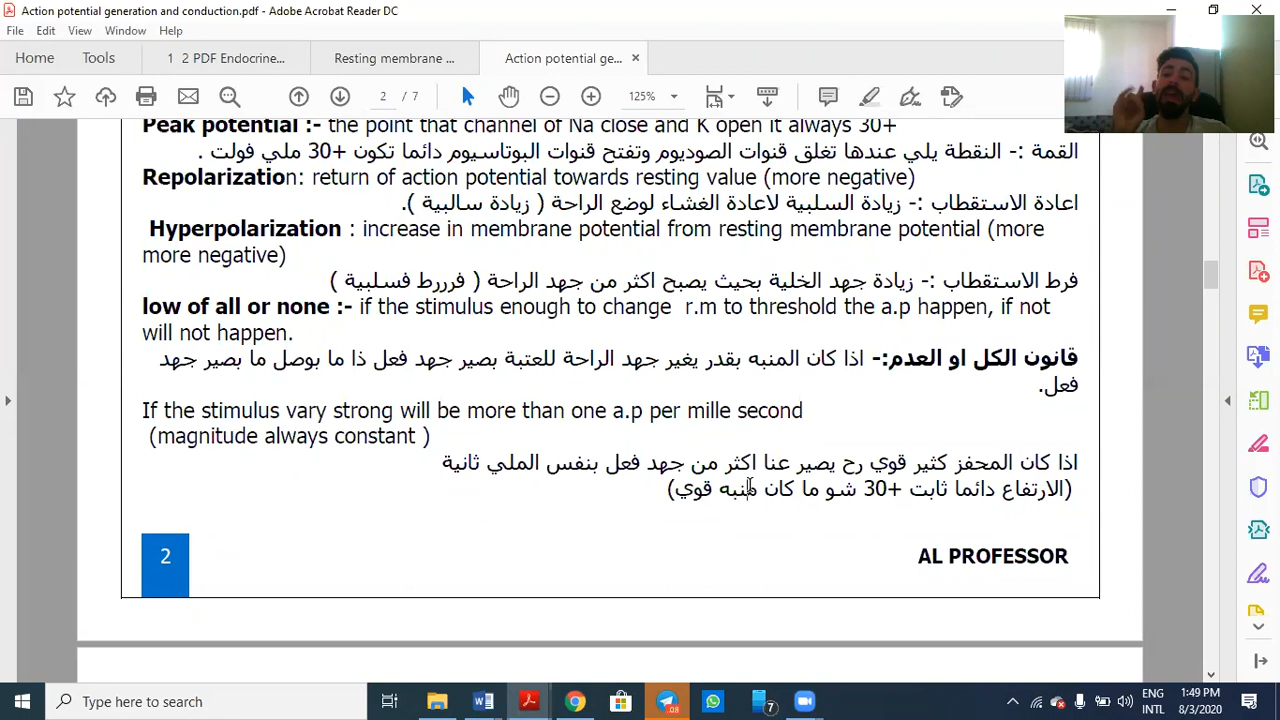 Action potential generation and conduction.pdf - Adobe Acrobat Reader DC
File Edit View Window Help
Home Tools 1 2 PDF Endocrine... Resting membrane ... Action potential ge...
2 / 7 125%
Peak potential :- the point that channel of Na close and K open it always 30+
القمة :- النقطة يلي عندها تغلق قنوات الصوديوم وتفتح قنوات البوتاسيوم دائما تكون +30 ملي فولت .
Repolarization: return of action potential towards resting value (more negative)
اعادة الاستقطاب :- زيادة السلبية لاعادة الغشاء لوضع الراحة ( زيادة سالبية ).
Hyperpolarization : increase in membrane potential from resting membrane potential (more
more negative)
فرط الاستقطاب :- زيادة جهد الخلية بحيث يصبح اكثر من جهد الراحة ( فرررط فسلبية )
low of all or none :- if the stimulus enough to change r.m to threshold the a.p happen, if not
will not happen.
قانون الكل او العدم:- اذا كان المنبه بقدر يغير جهد الراحة للعتبة بصير جهد فعل ذا ما بوصل ما بصير جهد
فعل.
If the stimulus vary strong will be more than one a.p per mille second
(magnitude always constant )
اذا كان المحفز كثير قوي رح يصير عنا اكثر من جهد فعل بنفس الملي ثانية
(الارتفاع دائما ثابت +30 شو ما كان منبه قوي)
2
AL PROFESSOR
Type here to search
08
7
ENG
INTL
1:49 PM
8/3/2020